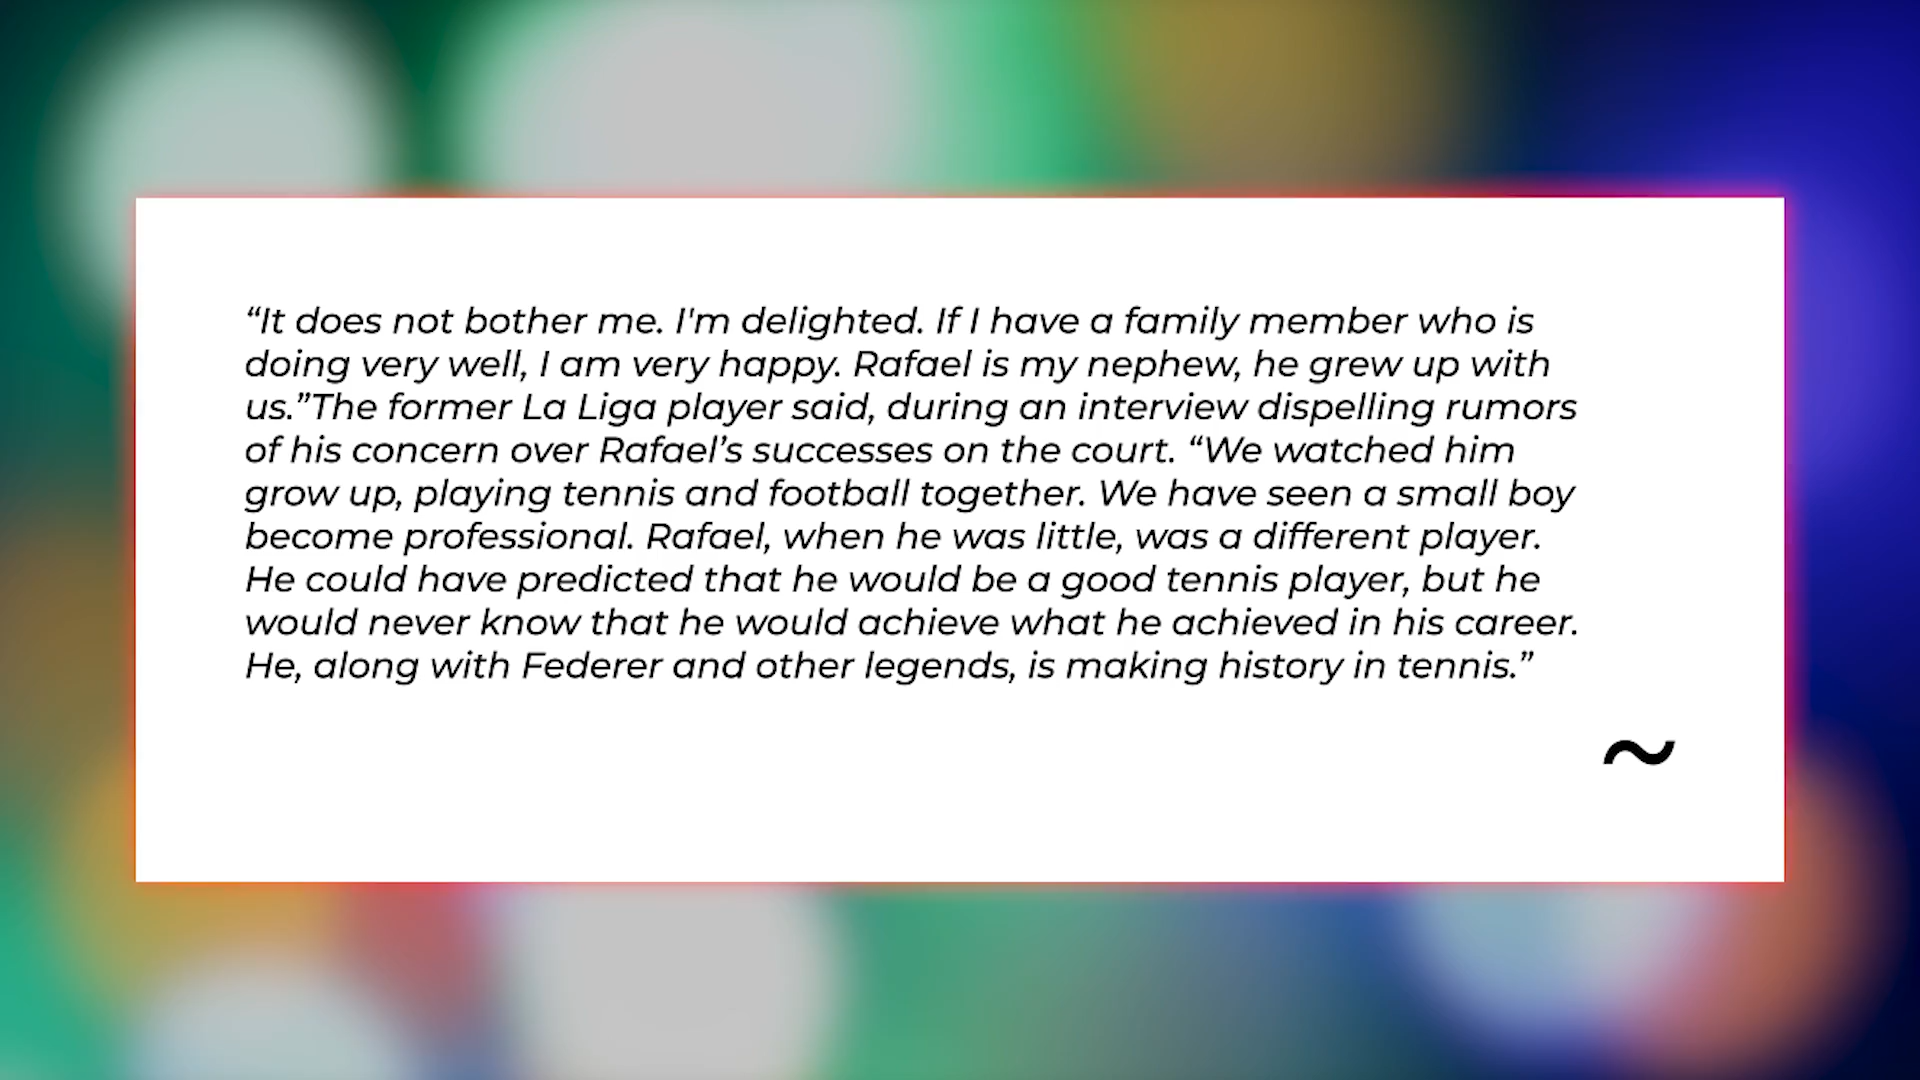 “It does not bother me. I'm delighted. If I have a family member who is
doing very well, I am very happy. Rafael is my nephew, he grew up with
us.”The former La Liga player said, during an interview dispelling rumors
of his concern over Rafael’s successes on the court. “We watched him
grow up, playing tennis and football together. We have seen a small boy
become professional. Rafael, when he was little, was a different player.
He could have predicted that he would be a good tennis player, but he
would never know that he would achieve what he achieved in his career.
He, along with Federer and other legends, is making history in tennis.”
~